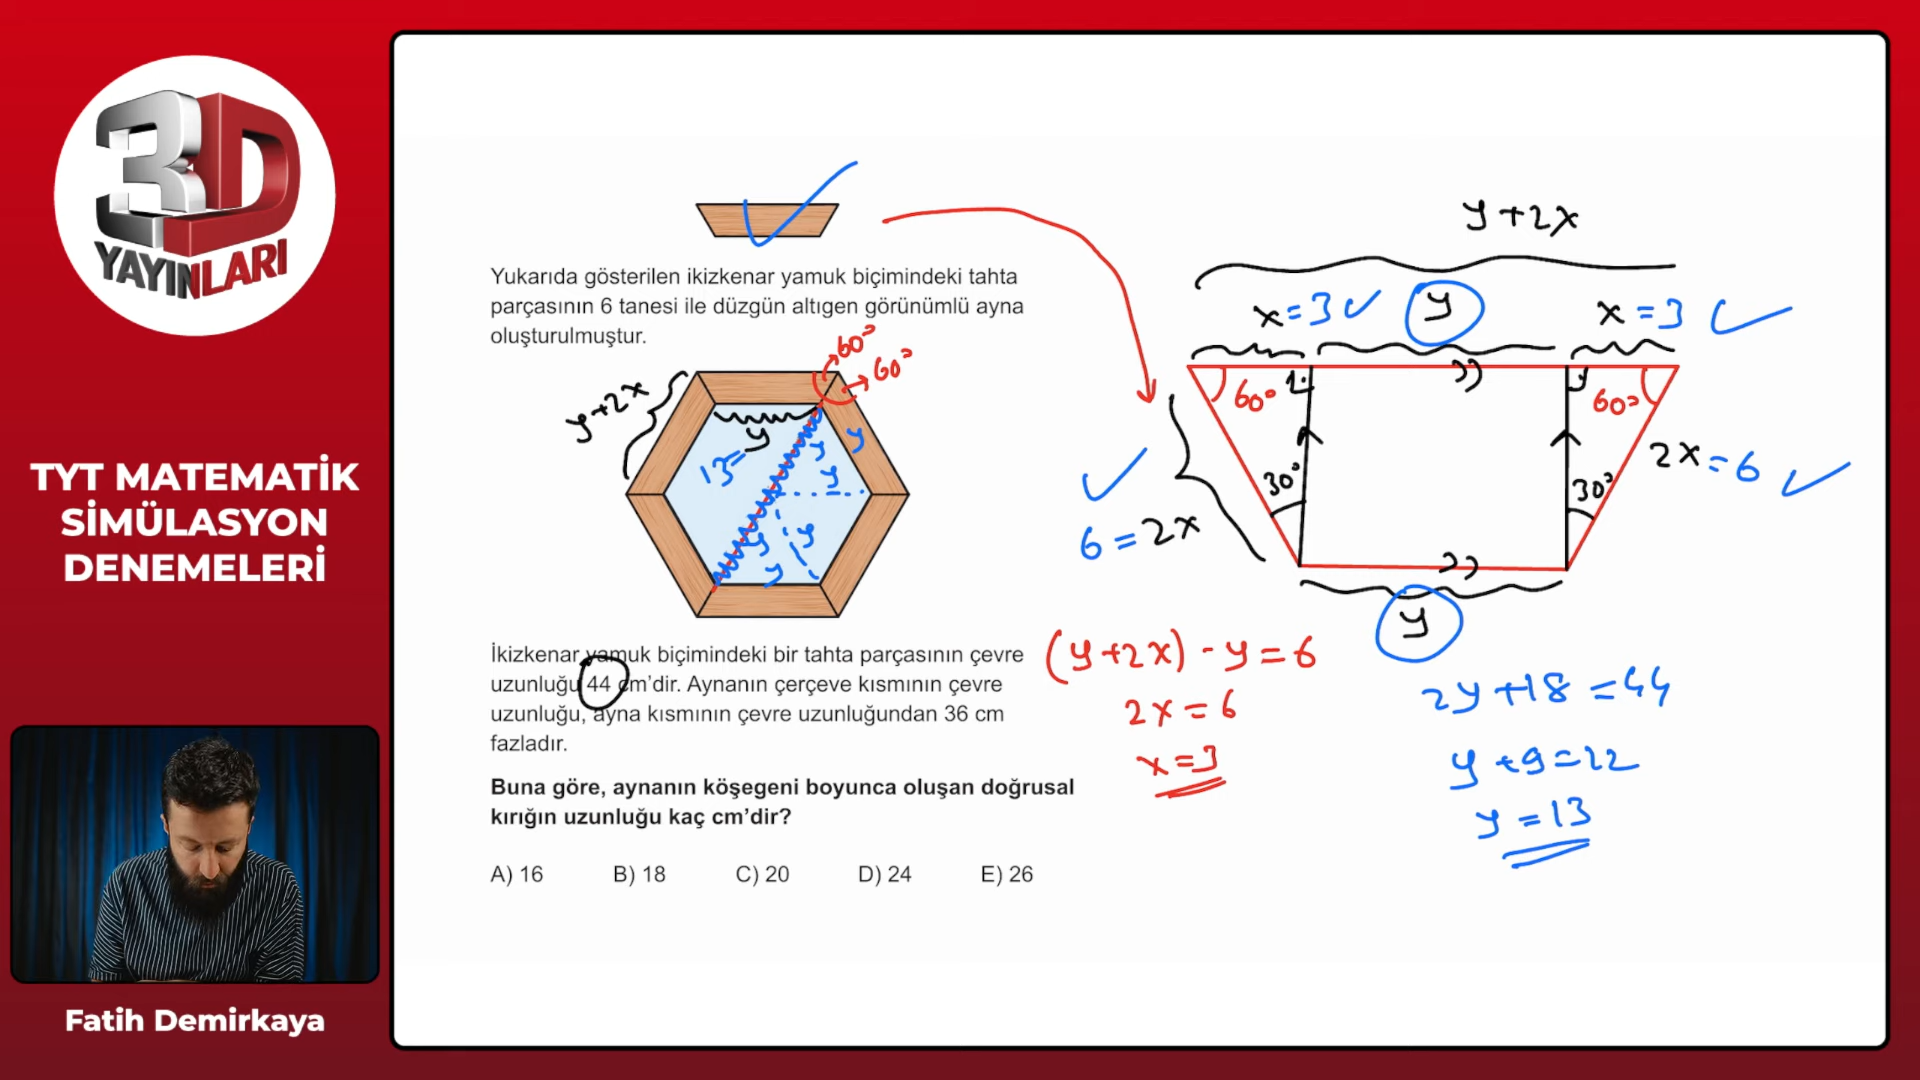 3D
YAYINLARI
TYT MATEMATİK
SİMÜLASYON
DENEMELERİ
Fatih Demirkaya
Yukarıda gösterilen ikizkenar yamuk biçimindeki tahta
parçasının 6 tanesi ile düzgün altıgen görünümlü ayna
oluşturulmuştur.
60°
60°
y+2x
y
13=
y
y
y
y
y
y
İkizkenar yamuk biçimindeki bir tahta parçasının çevre
uzunluğu 44 cm'dir. Aynanın çerçeve kısmının çevre
uzunluğu, ayna kısmının çevre uzunluğundan 36 cm
fazladır.
Buna göre, aynanın köşegeni boyunca oluşan doğrusal
kırığın uzunluğu kaç cm'dir?
A) 16 B) 18 C) 20 D) 24 E) 26
y+2x
x=3 y x=3
60° 60°
30° 30°
2x=6
6=2x
y
(y+2x)-y=6
2x=6
x=3
2y+18=44
y+9=22
y=13